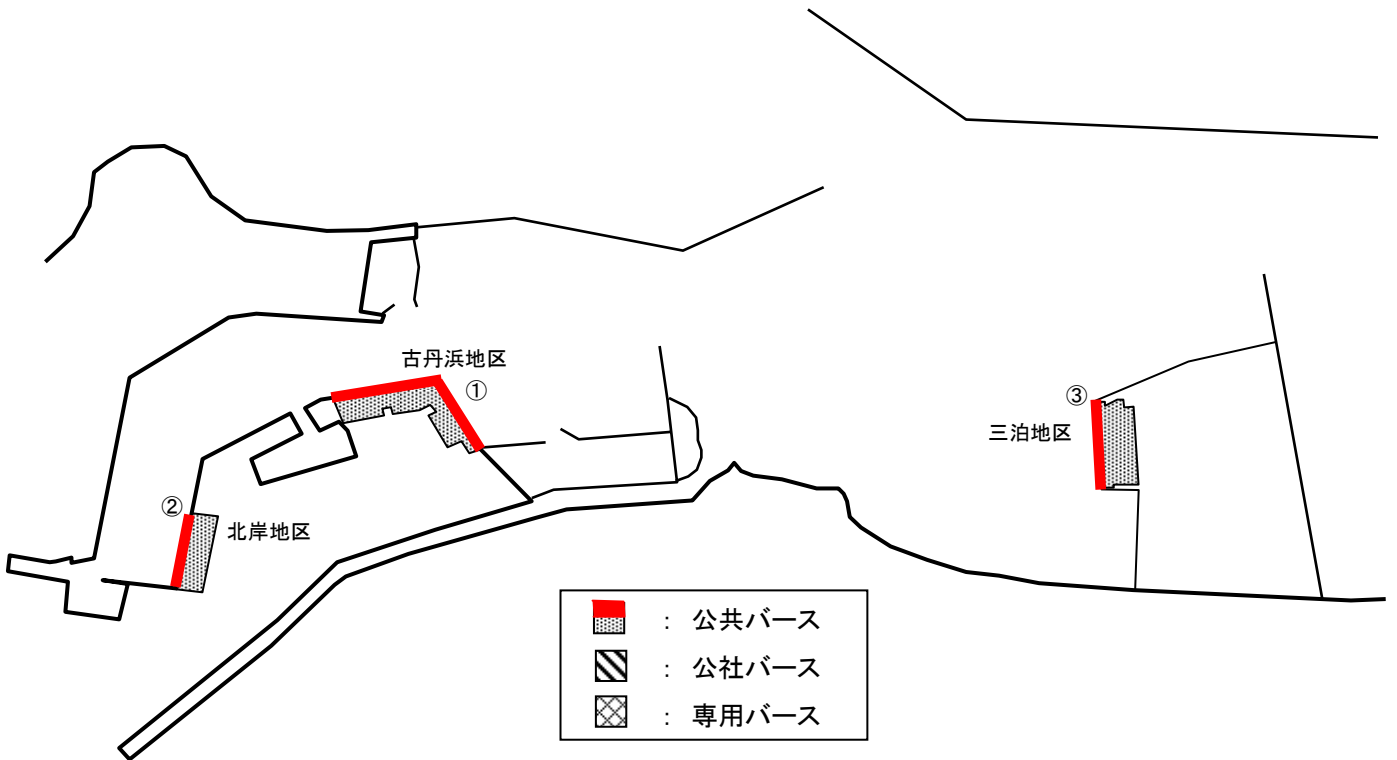 古丹浜地区
①
③
三泊地区
②
北岸地区
： 公共バース
： 公社バース
： 専用バース